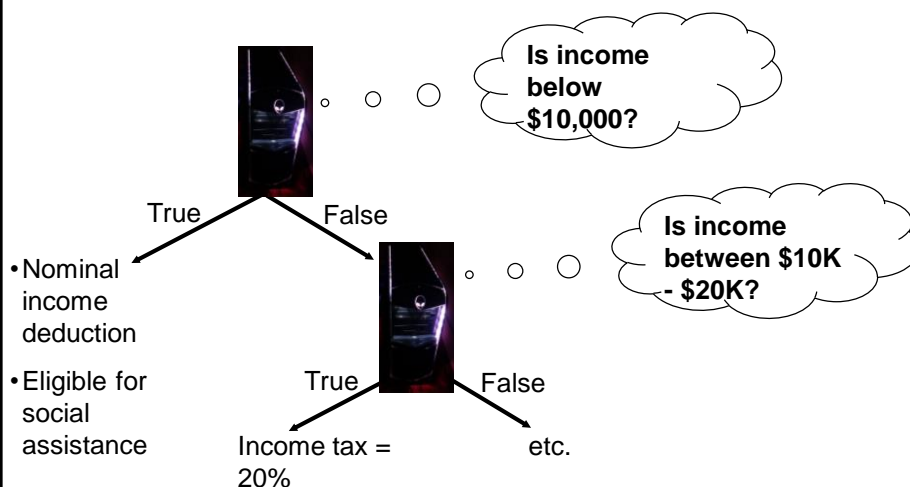 Is income
below
$10,000?
True
False
Is income
between $10K
- $20K?
•Nominal
income
deduction
•Eligible for
social
assistance
True
False
Income tax =
20%
etc.